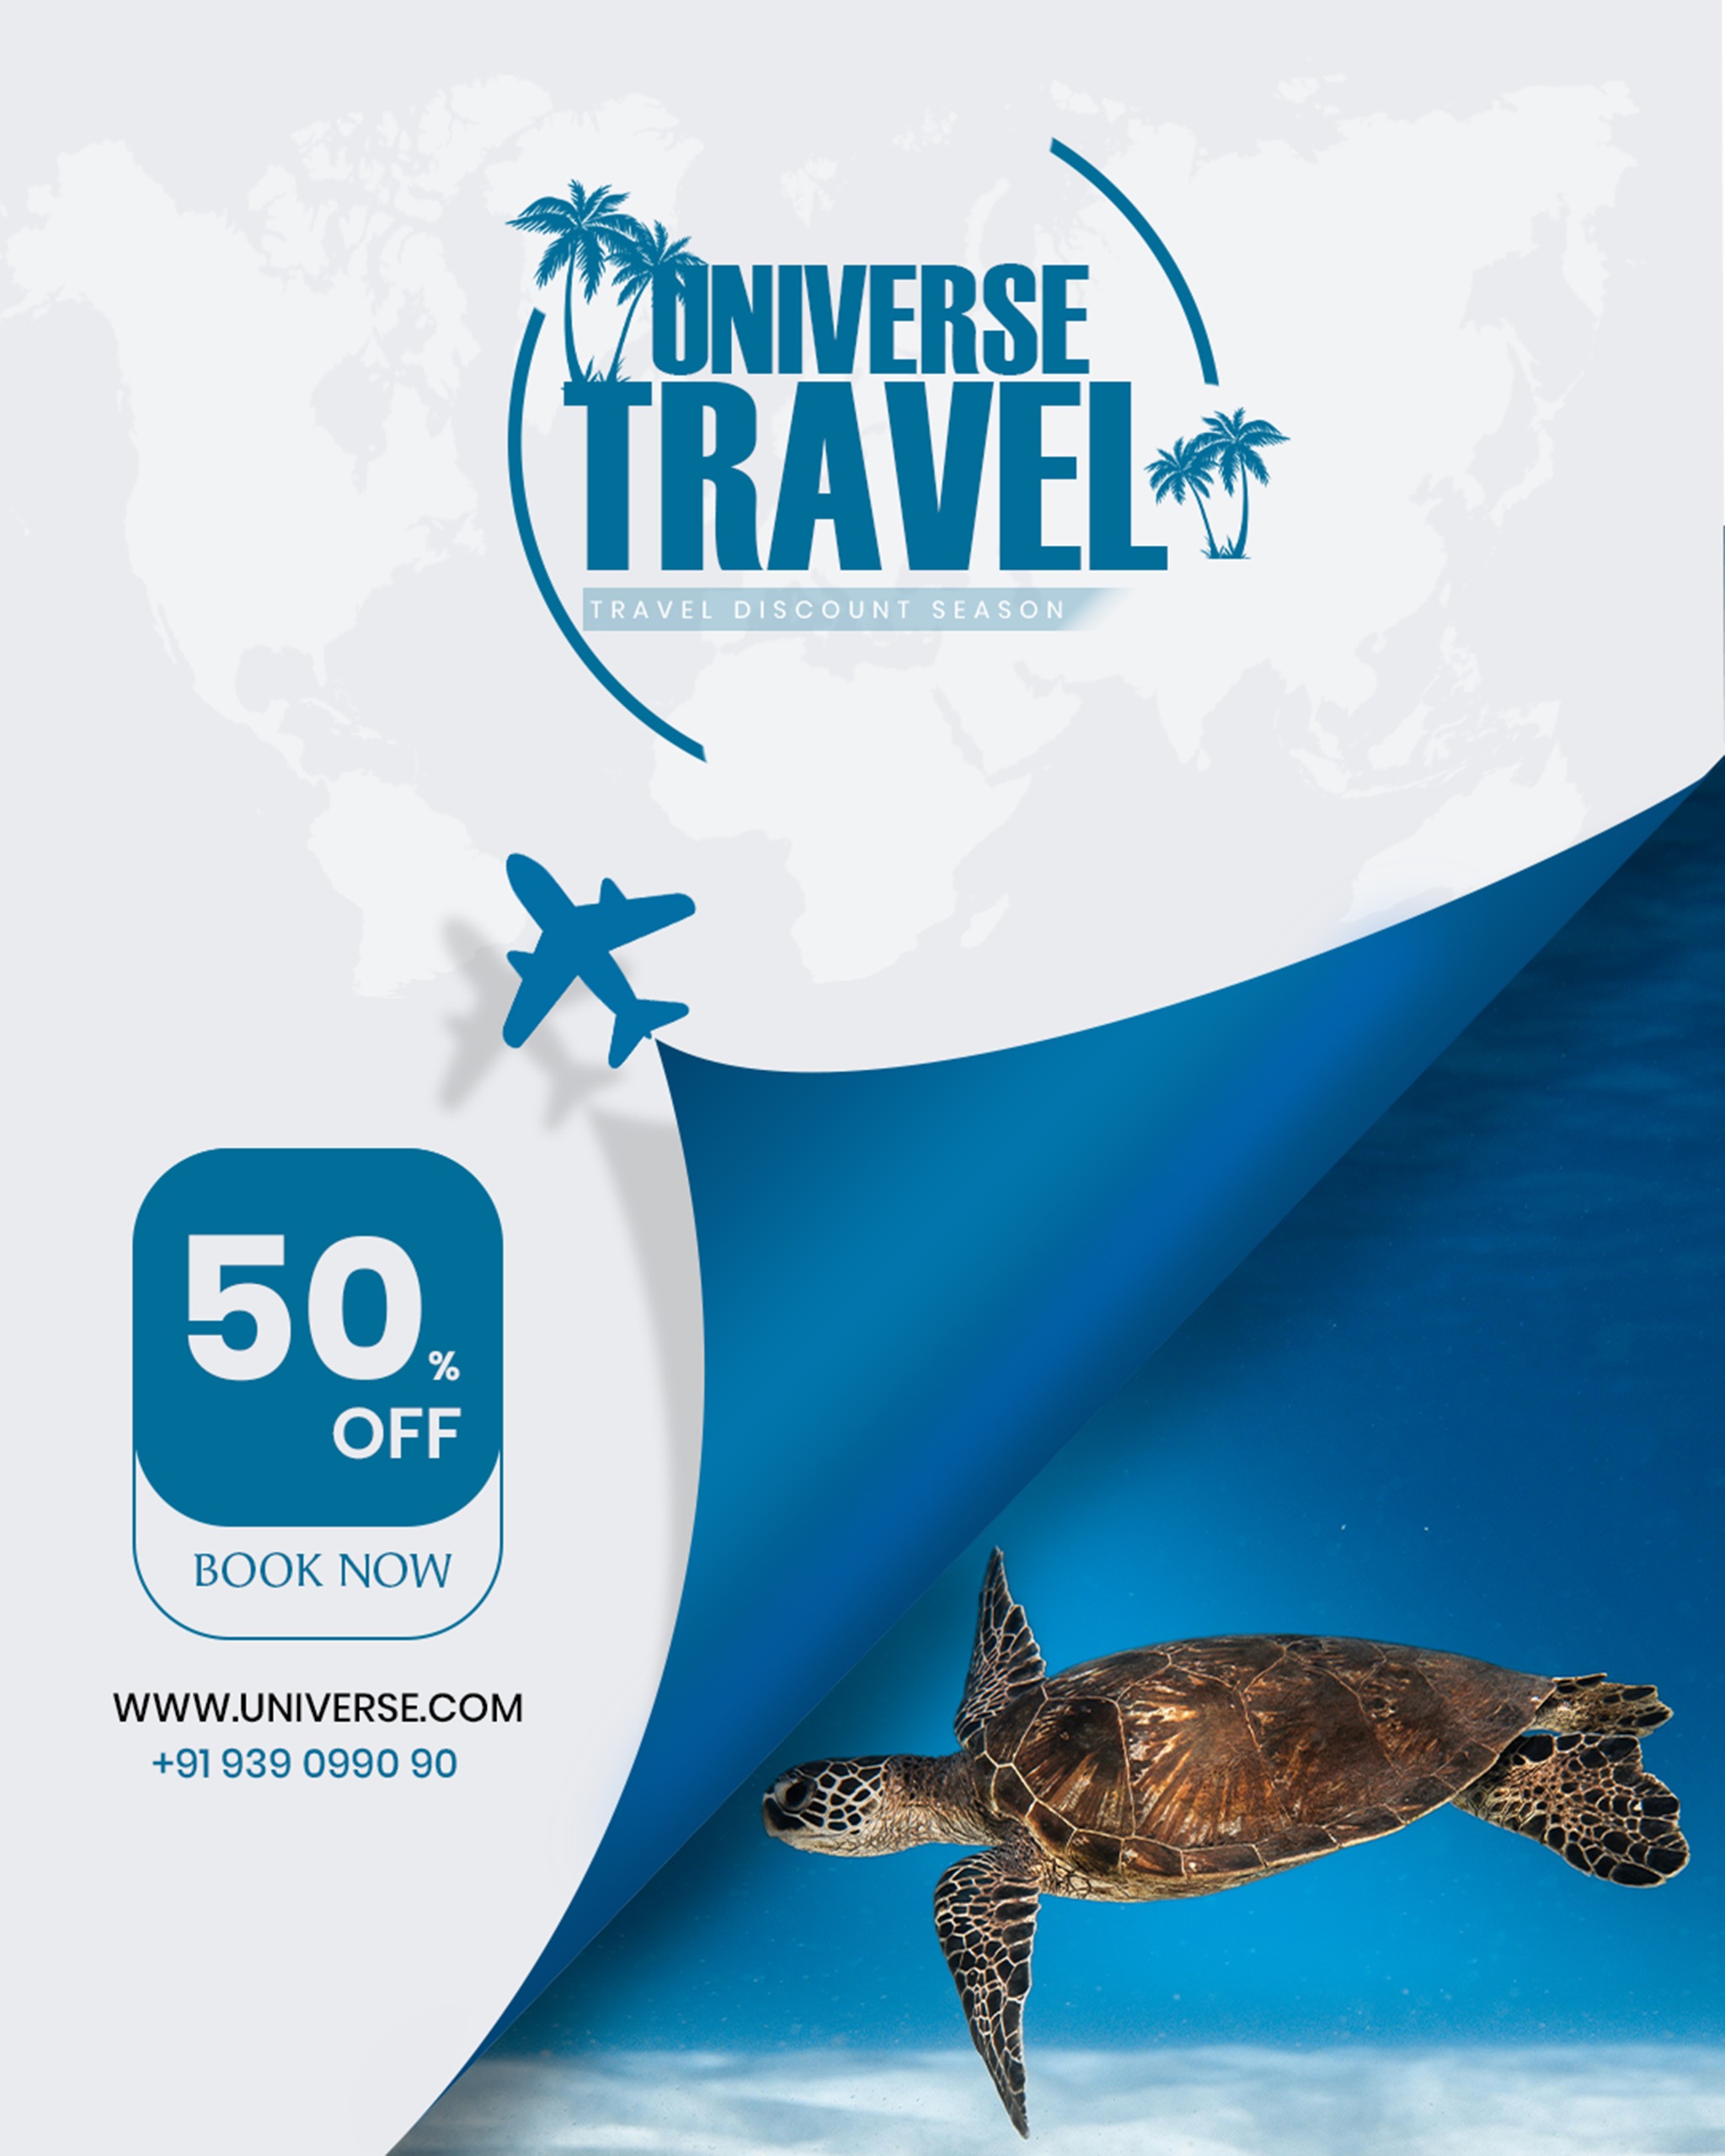 UNIVERSE
TRAVEL
TRAVEL DISCOUNT SEASON
50%
OFF
BOOK NOW
WWW.UNIVERSE.COM
+91 939 0990 90